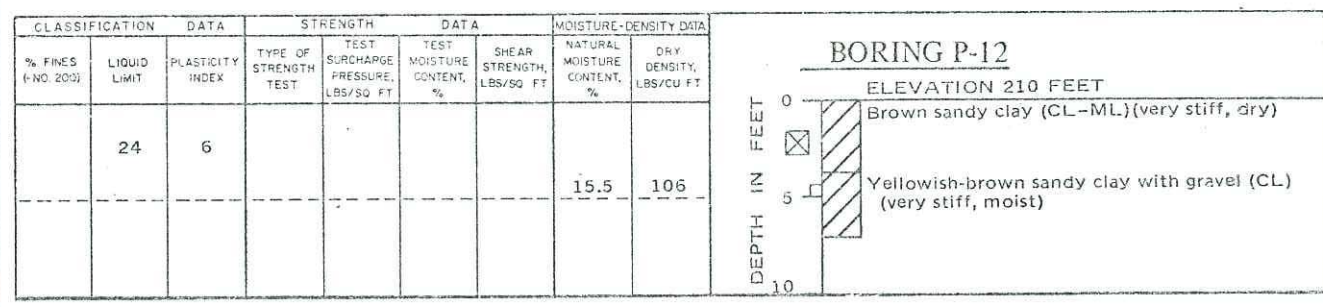 CLASSIFICATION DATA
STRENGTH DATA
MOISTURE-DENSITY DATA
% FINES
(-NO. 200)
LIQUID
LIMIT
PLASTICITY
INDEX
TYPE OF
STRENGTH
TEST
TEST
SURCHARGE
PRESSURE,
LBS/SQ FT
TEST
MOISTURE
CONTENT,
%
SHEAR
STRENGTH,
LBS/SQ FT
NATURAL
MOISTURE
CONTENT,
%
DRY
DENSITY,
LBS/CU FT
24 6
15.5 106
BORING P-12
ELEVATION 210 FEET
DEPTH IN FEET
0
5
10
Brown sandy clay (CL-ML)(very stiff, dry)
Yellowish-brown sandy clay with gravel (CL)
(very stiff, moist)